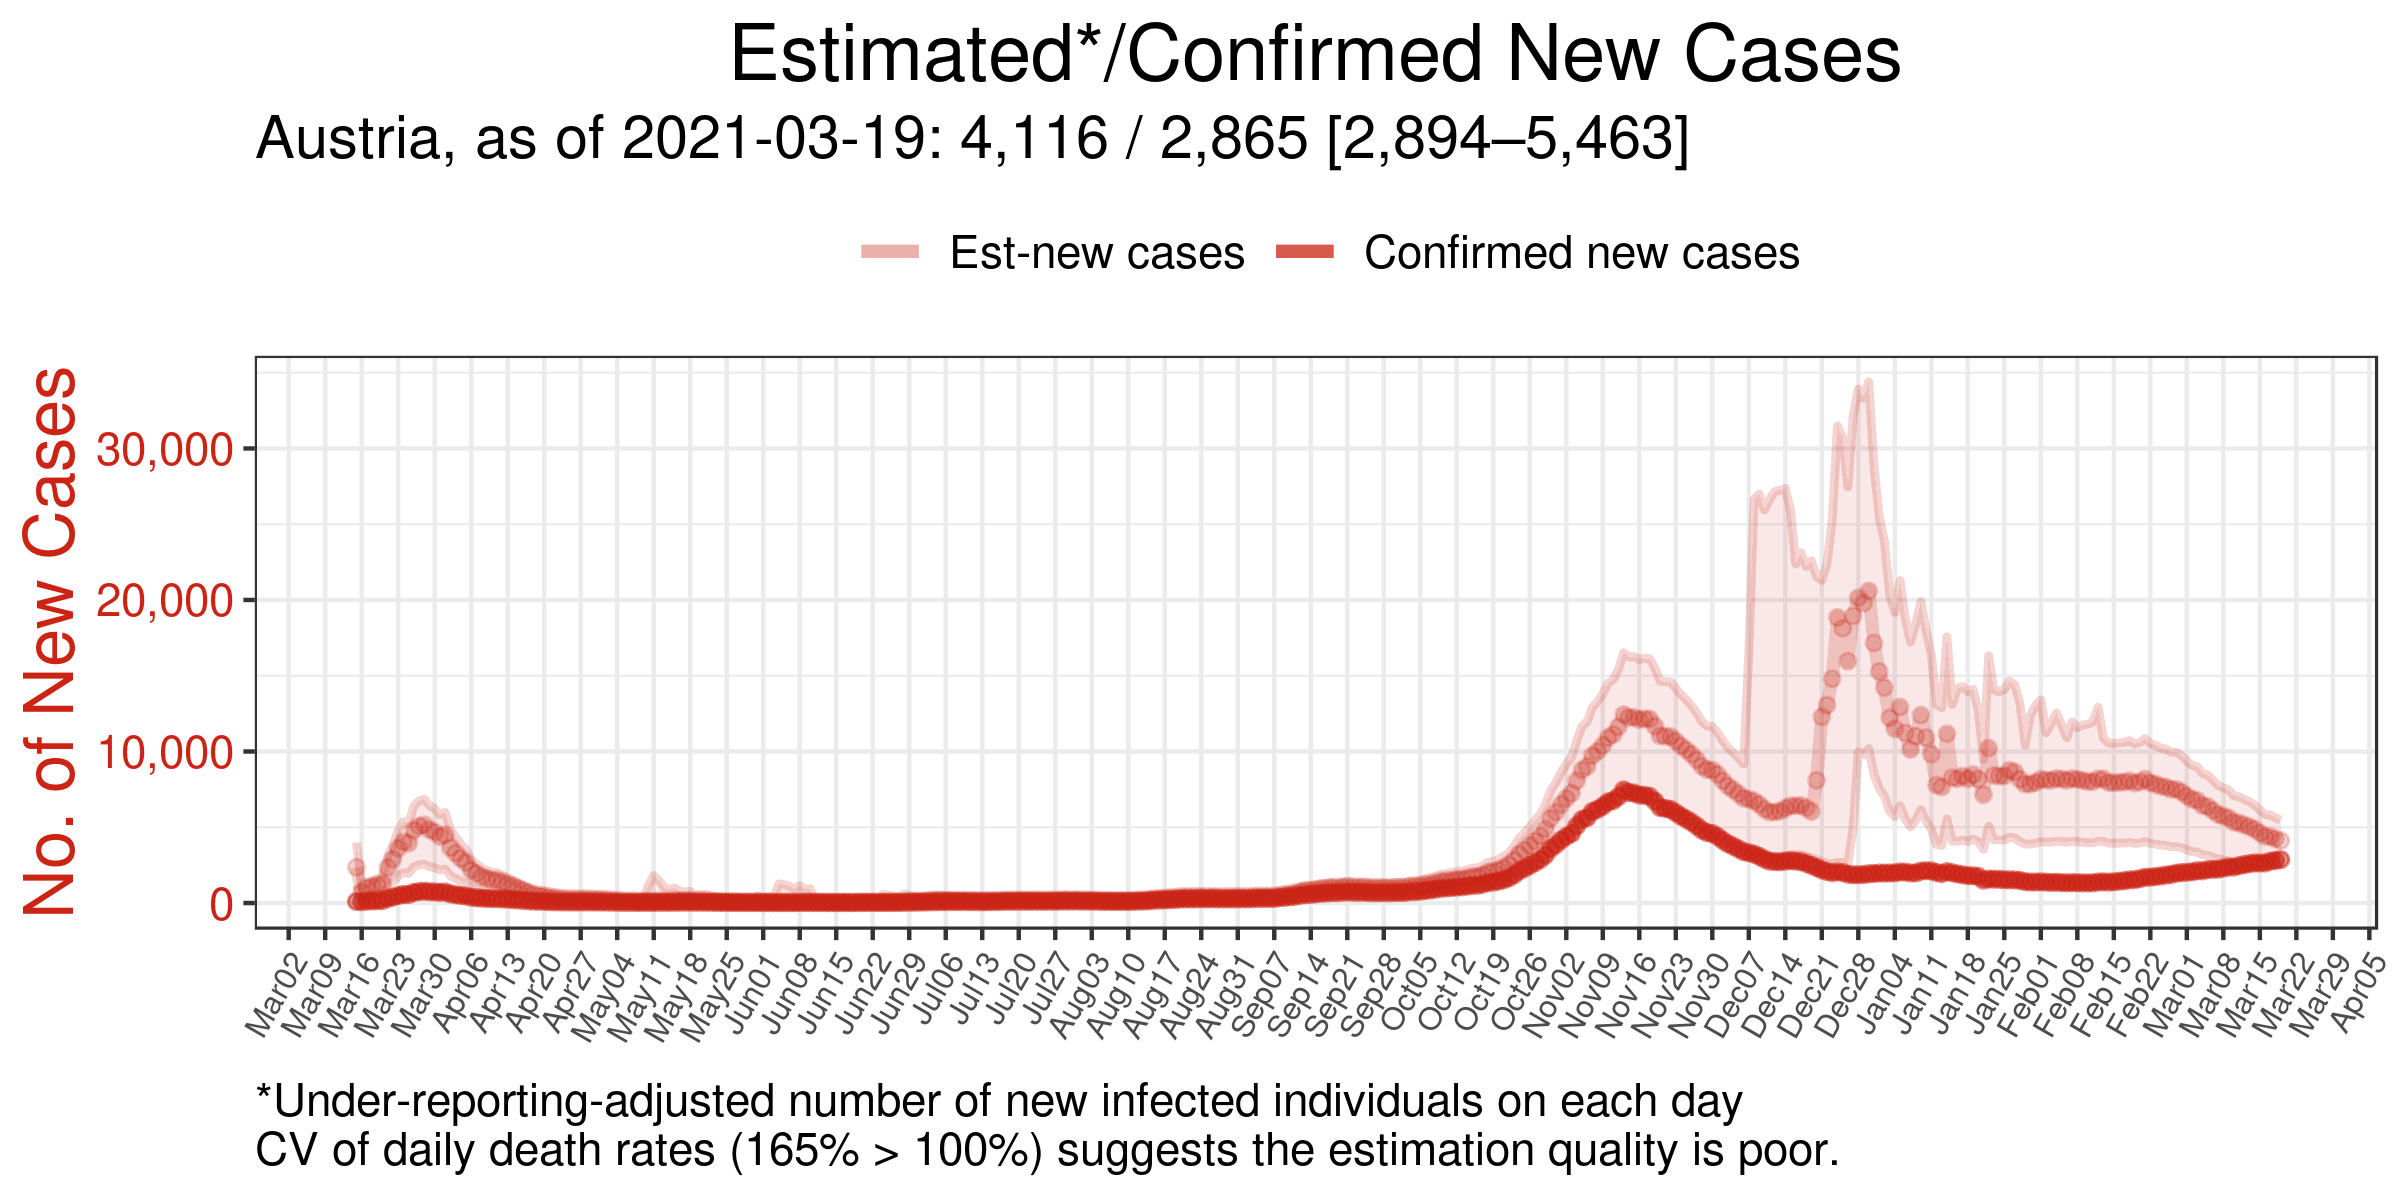 Estimated*/Confirmed New Cases
Austria, as of 2021-03-19: 4,116 / 2,865 [2,894–5,463]
Est-new cases
Confirmed new cases
No. of New Cases
30,000
20,000
10,000
0
Mar02
Mar09
Mar16
Mar23
Mar30
Apr06
Apr13
Apr20
Apr27
May04
May11
May18
May25
Jun01
Jun08
Jun15
Jun22
Jun29
Jul06
Jul13
Jul20
Jul27
Aug03
Aug10
Aug17
Aug24
Aug31
Sep07
Sep14
Sep21
Sep28
Oct05
Oct12
Oct19
Oct26
Nov02
Nov09
Nov16
Nov23
Nov30
Dec07
Dec14
Dec21
Dec28
Jan04
Jan11
Jan18
Jan25
Jan25
Feb01
Feb08
Feb15
Feb22
Mar01
Mar08
Mar15
Mar22
Mar29
Apr05
*Under-reporting-adjusted number of new infected individuals on each day
CV of daily death rates (165% > 100%) suggests the estimation quality is poor.